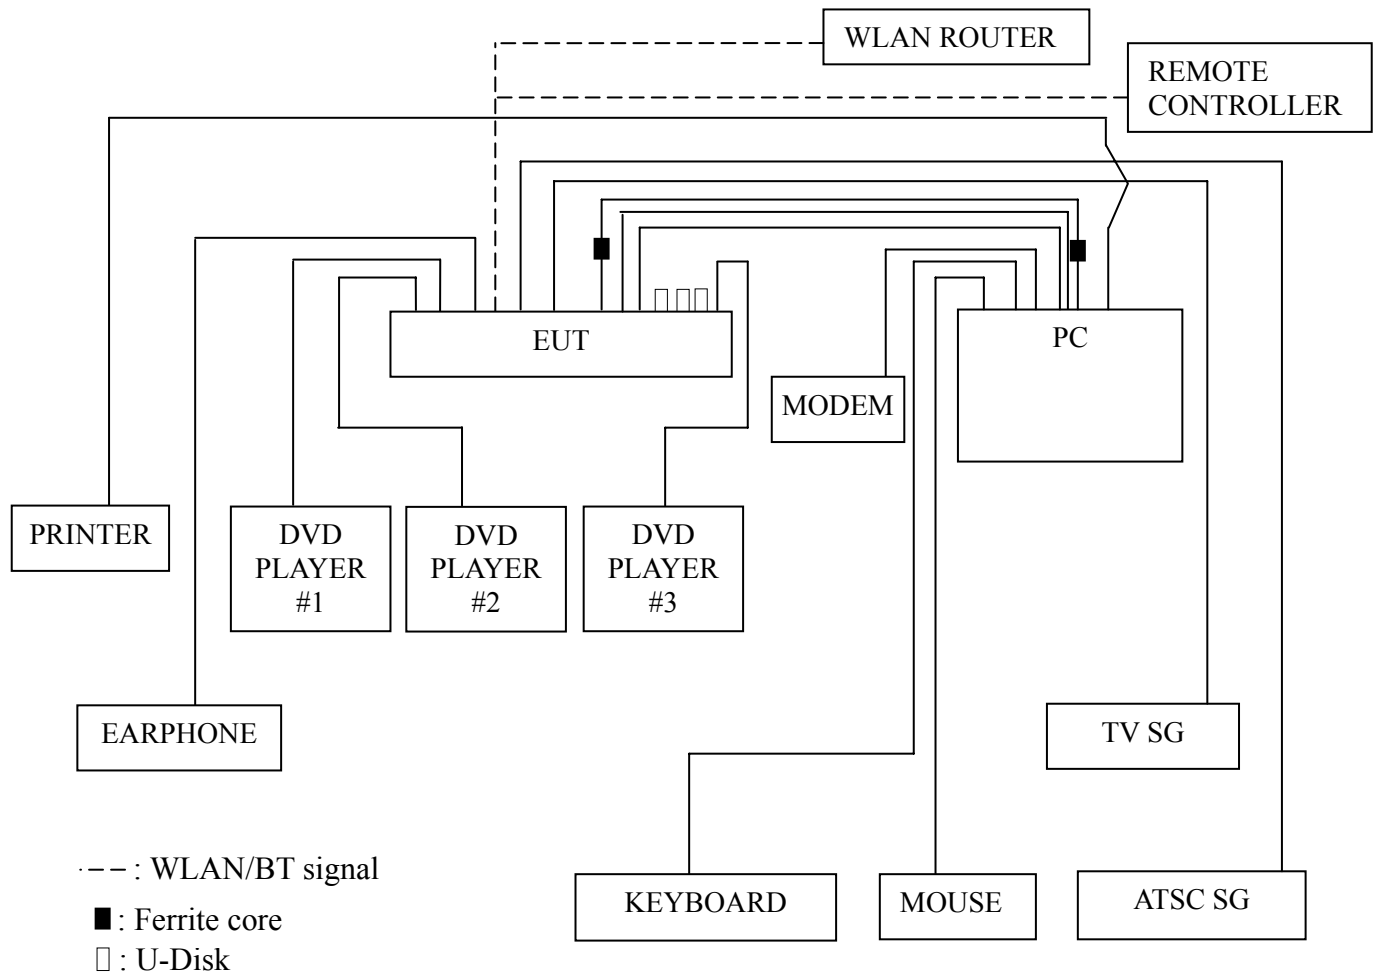 WLAN ROUTER
REMOTE
CONTROLLER
EUT
PC
MODEM
PRINTER
DVD
PLAYER
#1
DVD
PLAYER
#2
DVD
PLAYER
#3
EARPHONE
TV SG
KEYBOARD
MOUSE
ATSC SG
: WLAN/BT signal
: Ferrite core
: U-Disk